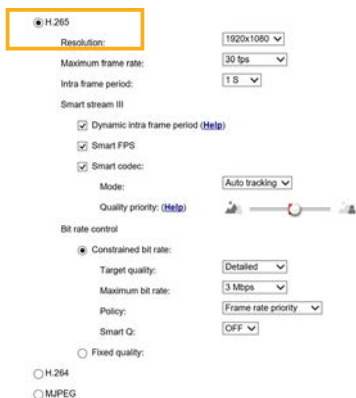 H.265
Resolution: 1920x1080
Maximum frame rate: 30 fps
Intra frame period: 1 S
Smart stream III
Dynamic intra frame period (Help)
Smart FPS
Smart codec:
Mode: Auto tracking
Quality priority: (Help)
Bit rate control
Constrained bit rate:
Target quality: Detailed
Maximum bit rate: 3 Mbps
Policy: Frame rate priority
Smart Q: OFF
Fixed quality:
H.264
MJPEG